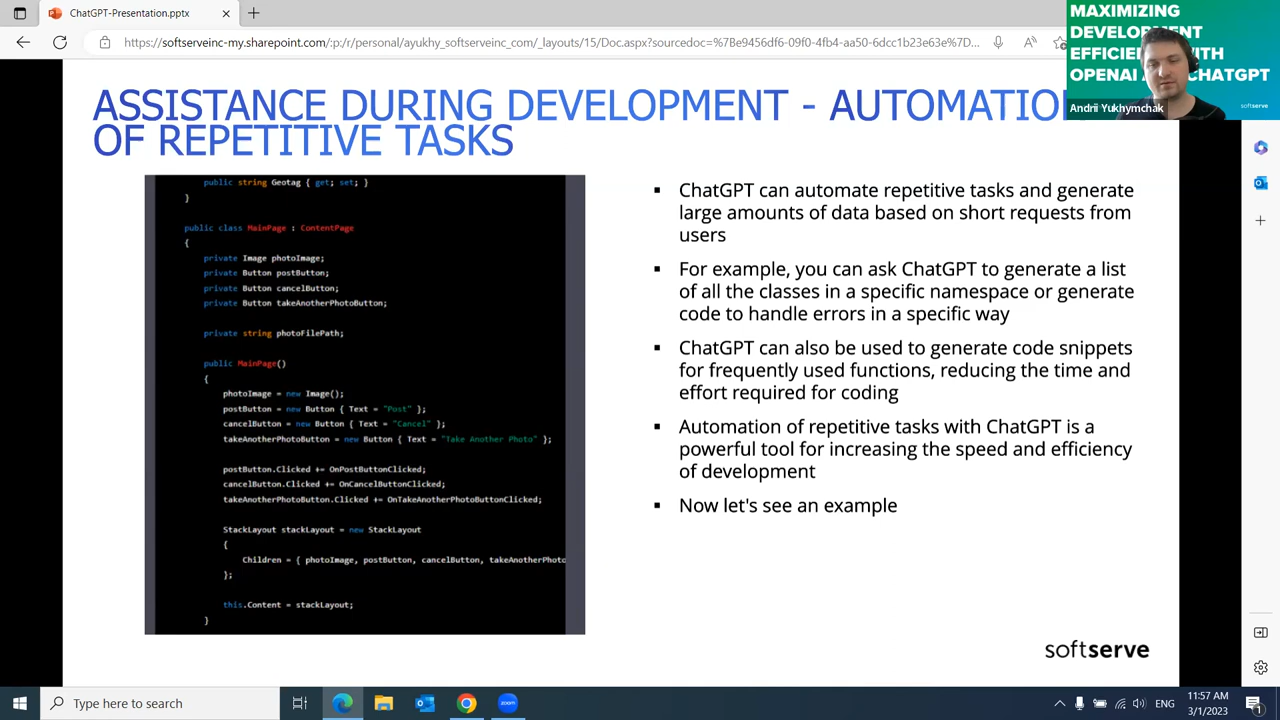 ChatGPT-Presentation.pptx
https://softserveinc-my.sharepoint.com/:p:/r/personal/ayukhy_softserveinc_com/_layouts/15/Doc.aspx?sourcedoc=%7Be9456df6-09f0-4fb4-aa50-6dcc1b23e63e%7D...
MAXIMIZING
DEVELOPMENT
OPENAI
CHATGPT
Andrii Yukhymchak
softserve
ASSISTANCE DURING DEVELOPMENT - AUTOMATIO
OF REPETITIVE TASKS
public string Geotag { get; set; }
}
public class MainPage : ContentPage
{
private Image photoImage;
private Button postButton;
private Button cancelButton;
private Button takeAnotherPhotoButton;
private string photoFilePath;
public MainPage()
{
photoImage = new Image();
postButton = new Button { Text = "Post" };
cancelButton = new Button { Text = "Cancel" };
takeAnotherPhotoButton = new Button { Text = "Take Another Photo" };
postButton.Clicked += OnPostButtonClicked;
cancelButton.Clicked += OnCancelButtonClicked;
takeAnotherPhotoButton.Clicked += OnTakeAnotherPhotoButtonClicked;
StackLayout stackLayout = new StackLayout
{
Children = { photoImage, postButton, cancelButton, takeAnotherPhoto
};
this.Content = stackLayout;
}
▪ ChatGPT can automate repetitive tasks and generate
large amounts of data based on short requests from
users
▪ For example, you can ask ChatGPT to generate a list
of all the classes in a specific namespace or generate
code to handle errors in a specific way
▪ ChatGPT can also be used to generate code snippets
for frequently used functions, reducing the time and
effort required for coding
▪ Automation of repetitive tasks with ChatGPT is a
powerful tool for increasing the speed and efficiency
of development
▪ Now let's see an example
softserve
Type here to search
zoom
ENG
11:57 AM
3/1/2023
1